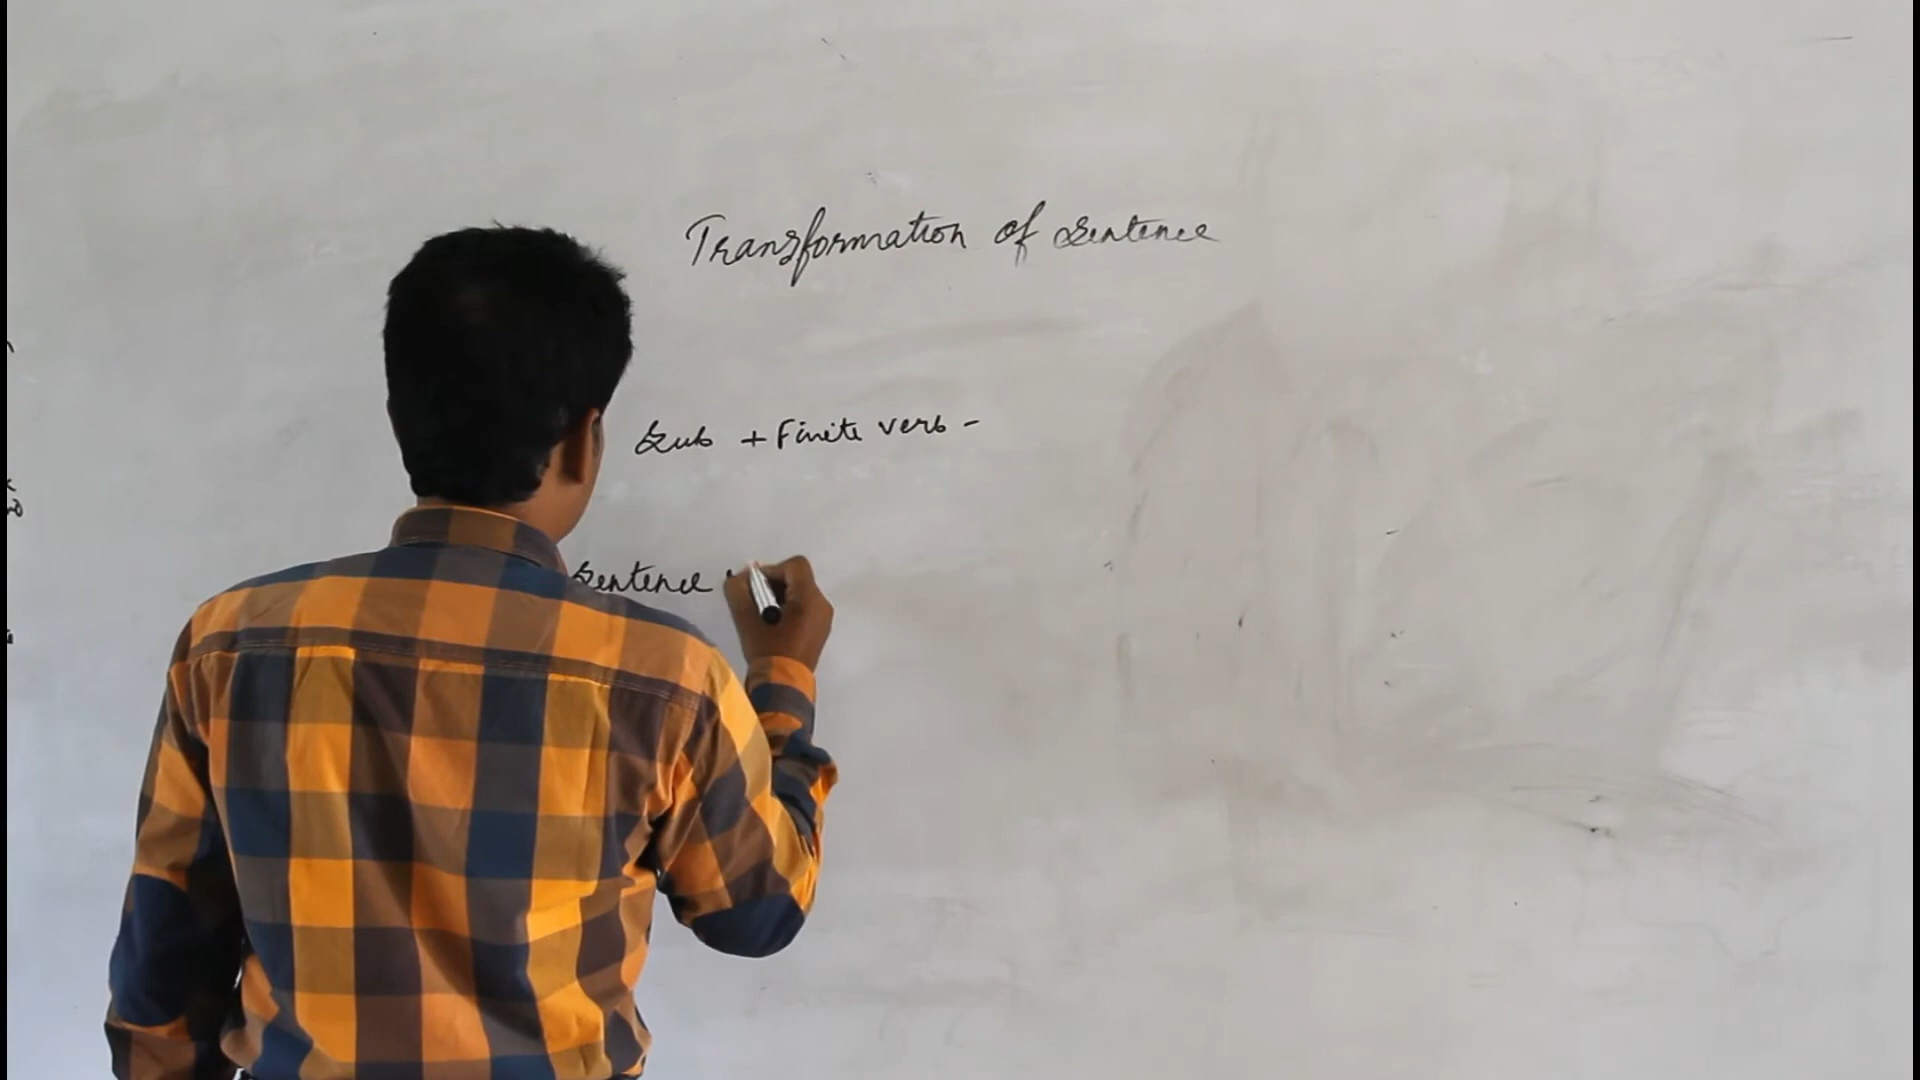 Transformation of Sentence
Sub + Finite verb -
Sentence